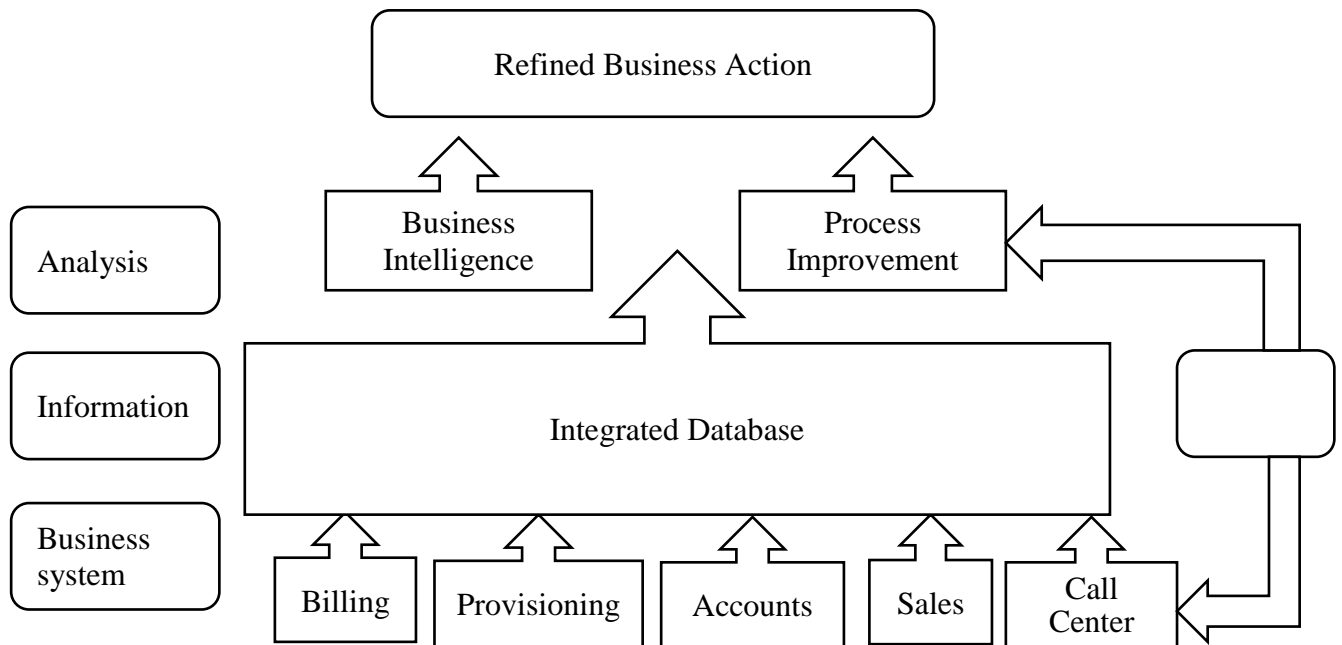 Refined Business Action
Business
Intelligence
Process
Improvement
Analysis
Information
Integrated Database
Business
system
Billing
Provisioning
Accounts
Sales
Call
Center